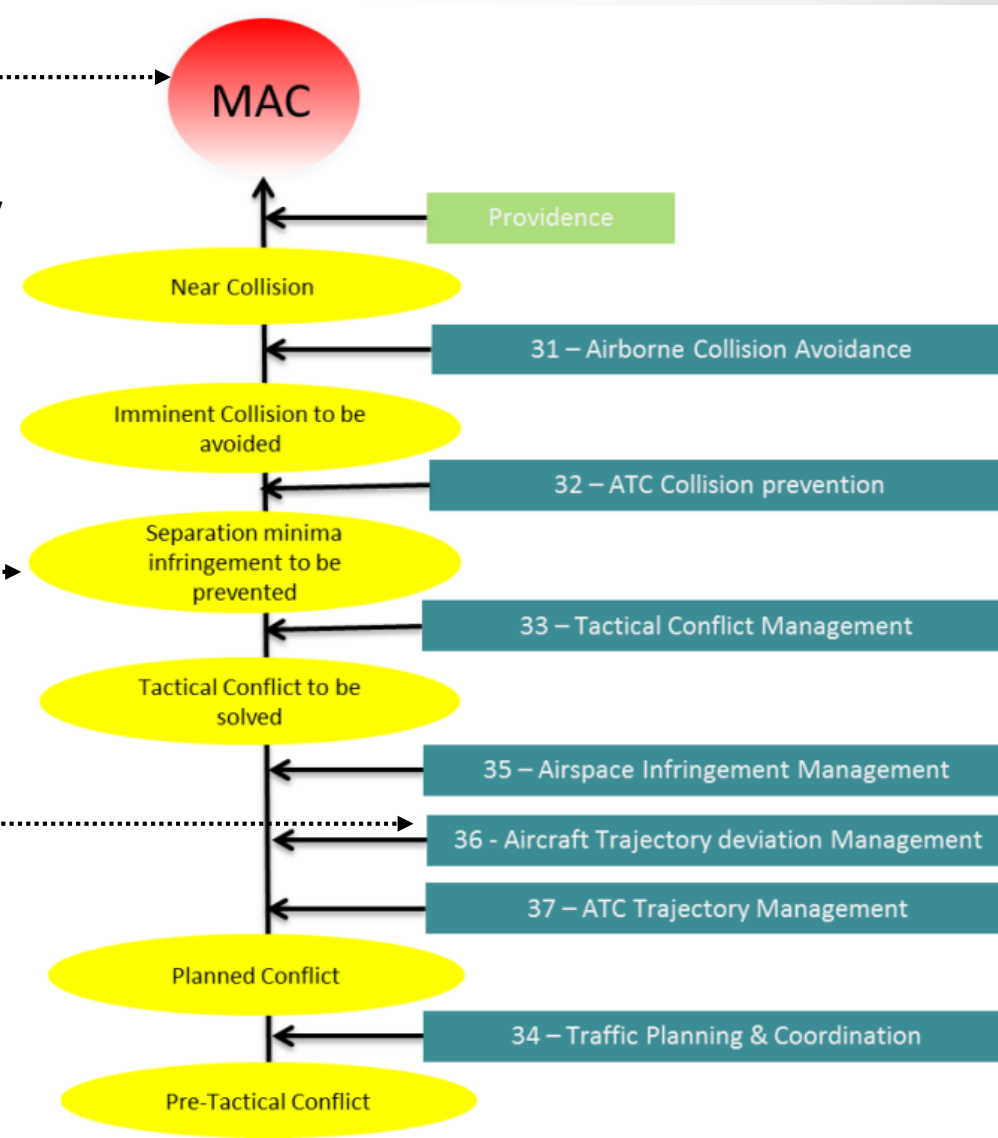 MAC
Providence
Near Collision
31 – Airborne Collision Avoidance
Imminent Collision to be
avoided
32 – ATC Collision prevention
Separation minima
infringement to be
prevented
33 – Tactical Conflict Management
Tactical Conflict to be
solved
35 – Airspace Infringement Management
36 - Aircraft Trajectory deviation Management
37 – ATC Trajectory Management
Planned Conflict
34 – Traffic Planning & Coordination
Pre-Tactical Conflict